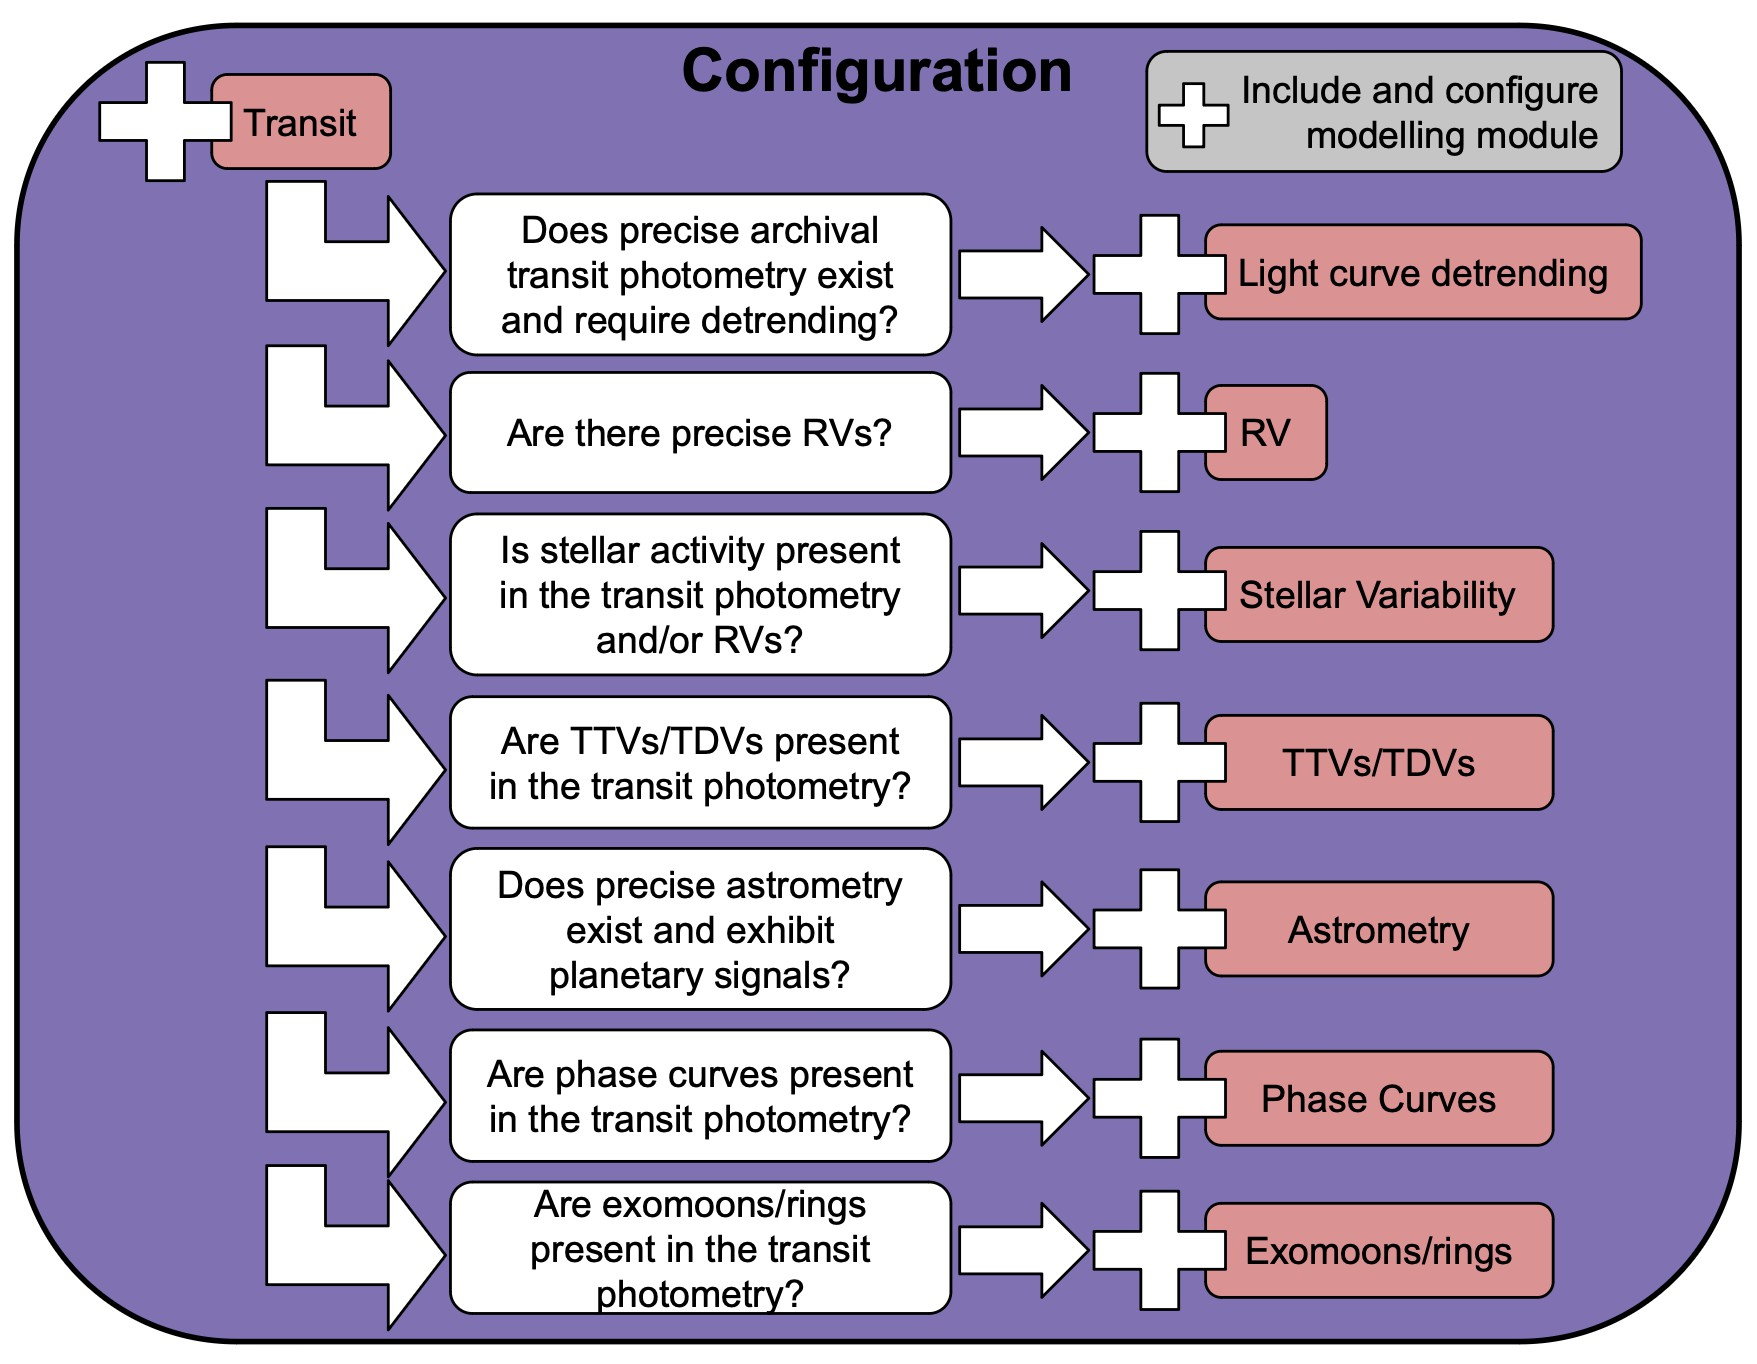 Configuration
Transit
Include and configure
modelling module
Does precise archival
transit photometry exist
and require detrending?
Light curve detrending
Are there precise RVs?
RV
Is stellar activity present
in the transit photometry
and/or RVs?
Stellar Variability
Are TTVs/TDVs present
in the transit photometry?
TTVs/TDVs
Does precise astrometry
exist and exhibit
planetary signals?
Astrometry
Are phase curves present
in the transit photometry?
Phase Curves
Are exomoons/rings
present in the transit
photometry?
Exomoons/rings